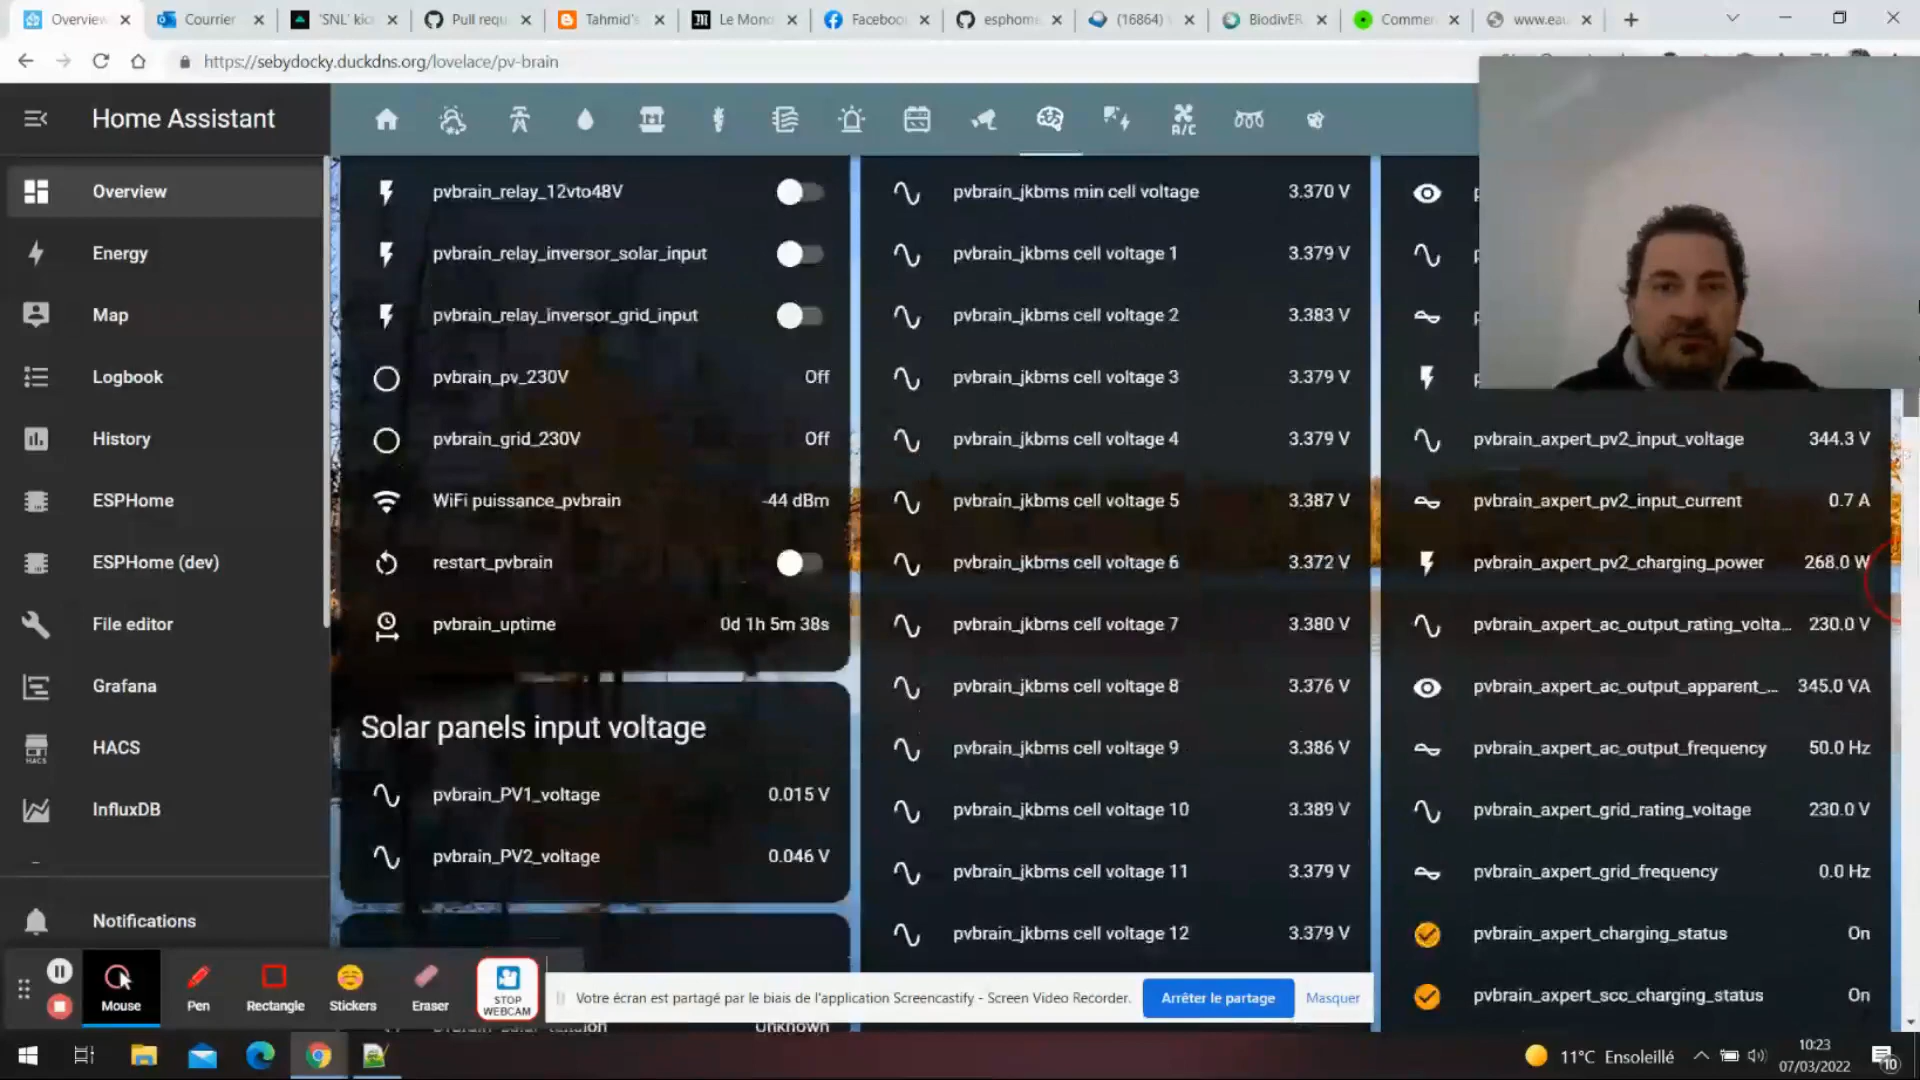 Overview
Courrier
'SNL' kic
Pull requ
Tahmid's
Le Mond
Facebook
esphome
(16864)
BiodivER
Commen
www.eau
https://sebydocky.duckdns.org/lovelace/pv-brain
Home Assistant
A/C
Overview
Energy
Map
Logbook
History
ESPHome
ESPHome (dev)
File editor
Grafana
HACS
HACS
InfluxDB
Notifications
pvbrain_relay_12vto48V
pvbrain_relay_inversor_solar_input
pvbrain_relay_inversor_grid_input
pvbrain_pv_230V Off
pvbrain_grid_230V Off
WiFi puissance_pvbrain -44 dBm
restart_pvbrain
pvbrain_uptime 0d 1h 5m 38s
Solar panels input voltage
pvbrain_PV1_voltage 0.015 V
pvbrain_PV2_voltage 0.046 V
Unknown
pvbrain_jkbms min cell voltage 3.370 V
pvbrain_jkbms cell voltage 1 3.379 V
pvbrain_jkbms cell voltage 2 3.383 V
pvbrain_jkbms cell voltage 3 3.379 V
pvbrain_jkbms cell voltage 4 3.379 V
pvbrain_jkbms cell voltage 5 3.387 V
pvbrain_jkbms cell voltage 6 3.372 V
pvbrain_jkbms cell voltage 7 3.380 V
pvbrain_jkbms cell voltage 8 3.376 V
pvbrain_jkbms cell voltage 9 3.386 V
pvbrain_jkbms cell voltage 10 3.389 V
pvbrain_jkbms cell voltage 11 3.379 V
pvbrain_jkbms cell voltage 12 3.379 V
pvbrain_axpert_pv2_input_voltage 344.3 V
pvbrain_axpert_pv2_input_current 0.7 A
pvbrain_axpert_pv2_charging_power 268.0 W
pvbrain_axpert_ac_output_rating_volta... 230.0 V
pvbrain_axpert_ac_output_apparent_... 345.0 VA
pvbrain_axpert_ac_output_frequency 50.0 Hz
pvbrain_axpert_grid_rating_voltage 230.0 V
pvbrain_axpert_grid_frequency 0.0 Hz
pvbrain_axpert_charging_status On
pvbrain_axpert_scc_charging_status On
Mouse
Pen
Rectangle
Stickers
Eraser
STOP
WEBCAM
Votre écran est partagé par le biais de l'application Screencastify - Screen Video Recorder.
Arrêter le partage
Masquer
11°C Ensoleillé
10:23
07/03/2022
10